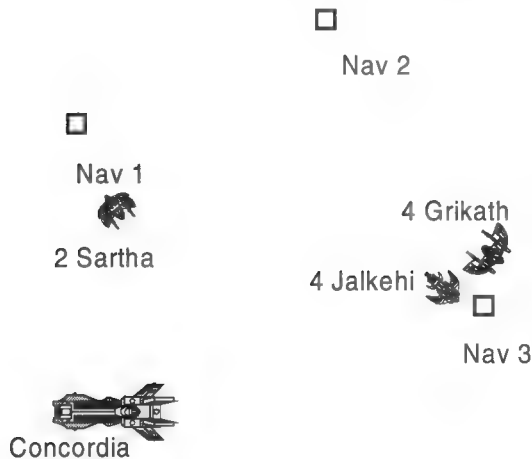 Nav 2
Nav 1
4 Grikath
2 Sartha
4 Jalkehi
Nav 3
Concordia